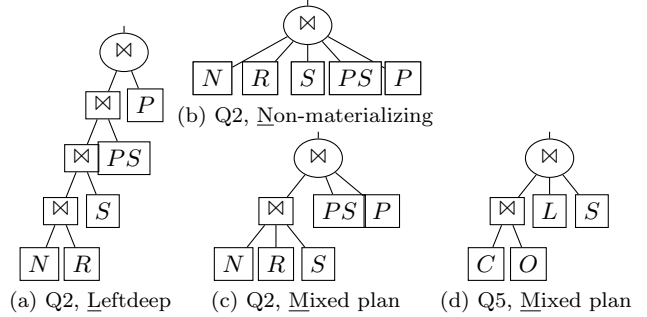 ⋈
N R S PS P
(b) Q2, Non-materializing
⋈
⋈ P
⋈ PS
⋈ S
N R
(a) Q2, Leftdeep
⋈
⋈ PS P
N R S
(c) Q2, Mixed plan
⋈
⋈ L S
C O
(d) Q5, Mixed plan